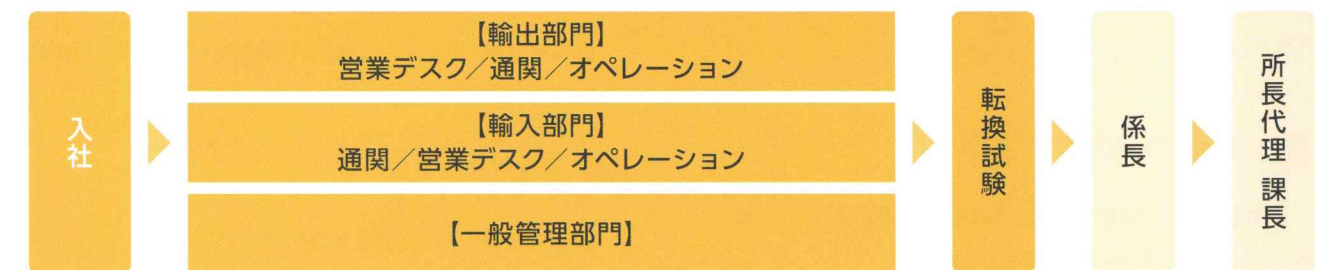 入社
【輸出部門】
営業デスク／通関／オペレーション
【輸入部門】
通関／営業デスク／オペレーション
【一般管理部門】
転換試験
係長
所長代理 課長